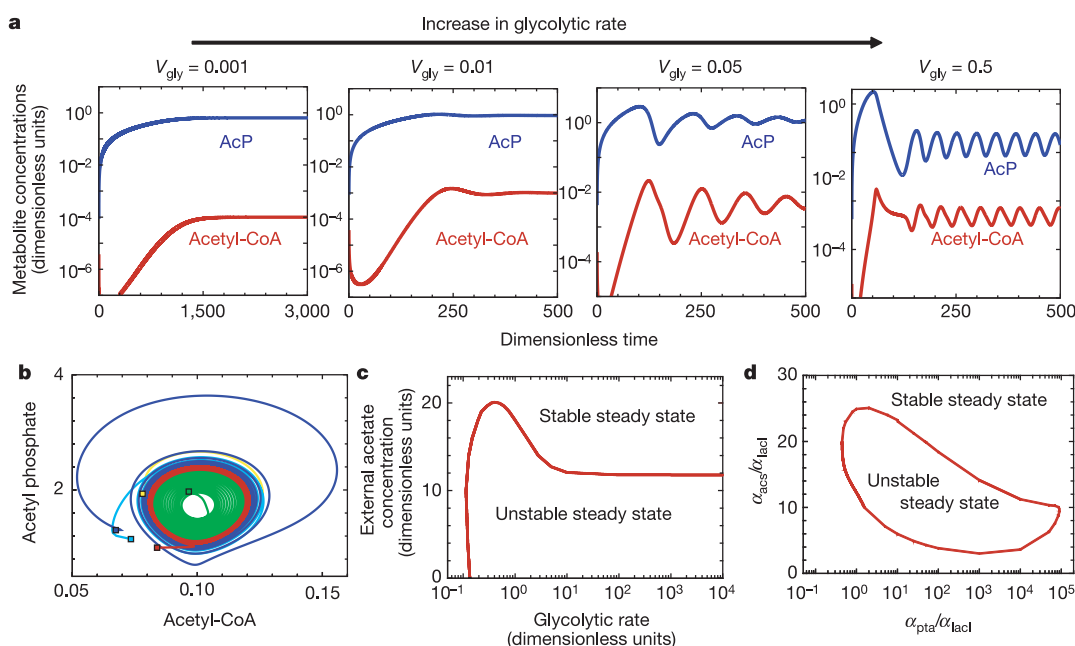 a
Increase in glycolytic rate
V_gly = 0.001
V_gly = 0.01
V_gly = 0.05
V_gly = 0.5
Metabolite concentrations
(dimensionless units)
10^0
10^-2
10^-4
10^-6
AcP
Acetyl-CoA
0
1,500
3,000
10^0
10^-2
10^-4
10^-6
AcP
Acetyl-CoA
0
250
500
10^0
10^-2
10^-4
AcP
Acetyl-CoA
0
250
500
10^0
10^-2
10^-4
AcP
Acetyl-CoA
0
250
500
Dimensionless time
b
Acetyl phosphate
4
2
0.05
0.10
0.15
Acetyl-CoA
c
External acetate
concentration
(dimensionless units)
20
10
0
Stable steady state
Unstable steady state
10^-1
10^0
10^1
10^2
10^3
10^4
Glycolytic rate
(dimensionless units)
d
α_acs/α_lacI
30
20
10
0
Stable steady state
Unstable
steady state
10^-1
10^0
10^1
10^2
10^3
10^4
10^5
α_pta/α_lacI